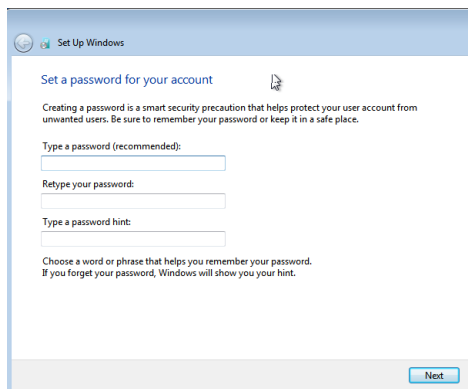 Set Up Windows
Set a password for your account
Creating a password is a smart security precaution that helps protect your user account from
unwanted users. Be sure to remember your password or keep it in a safe place.
Type a password (recommended):
Retype your password:
Type a password hint:
Choose a word or phrase that helps you remember your password.
If you forget your password, Windows will show you your hint.
Next